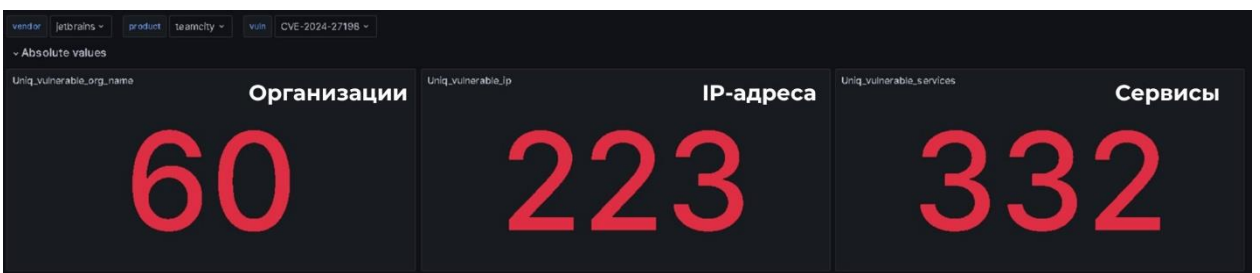 vendor jetbrains product teamcity vuln CVE-2024-27198
Absolute values
Uniq_vulnerable_org_name Uniq_vulnerable_ip Uniq_vulnerable_services
Организации IP-адреса Сервисы
60 223 332